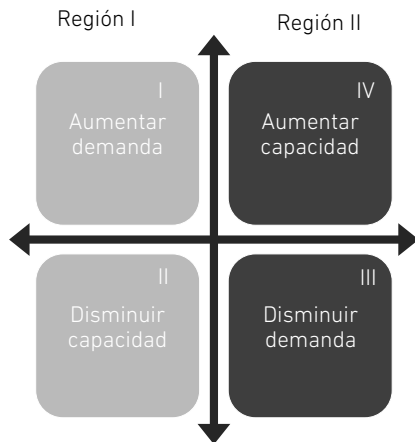 Región I
Región II
I
Aumentar
demanda
IV
Aumentar
capacidad
II
Disminuir
capacidad
III
Disminuir
demanda